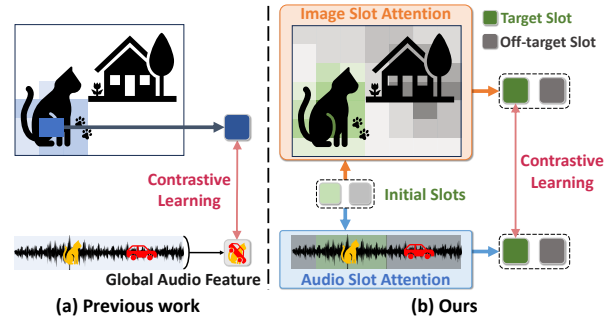 Image Slot Attention
Target Slot
Off-target Slot
Contrastive
Learning
Initial Slots
Contrastive
Learning
Global Audio Feature
Audio Slot Attention
(a) Previous work
(b) Ours